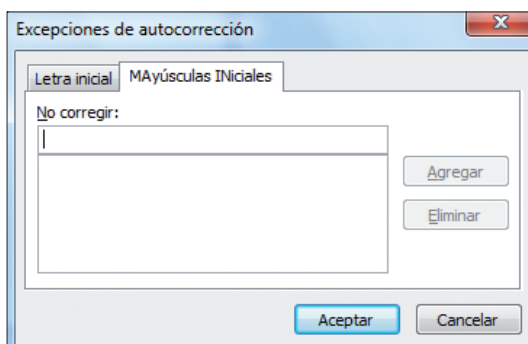 Excepciones de autocorrección
X
Letra inicial MAyúsculas INiciales
No corregir:
Agregar
Eliminar
Aceptar Cancelar